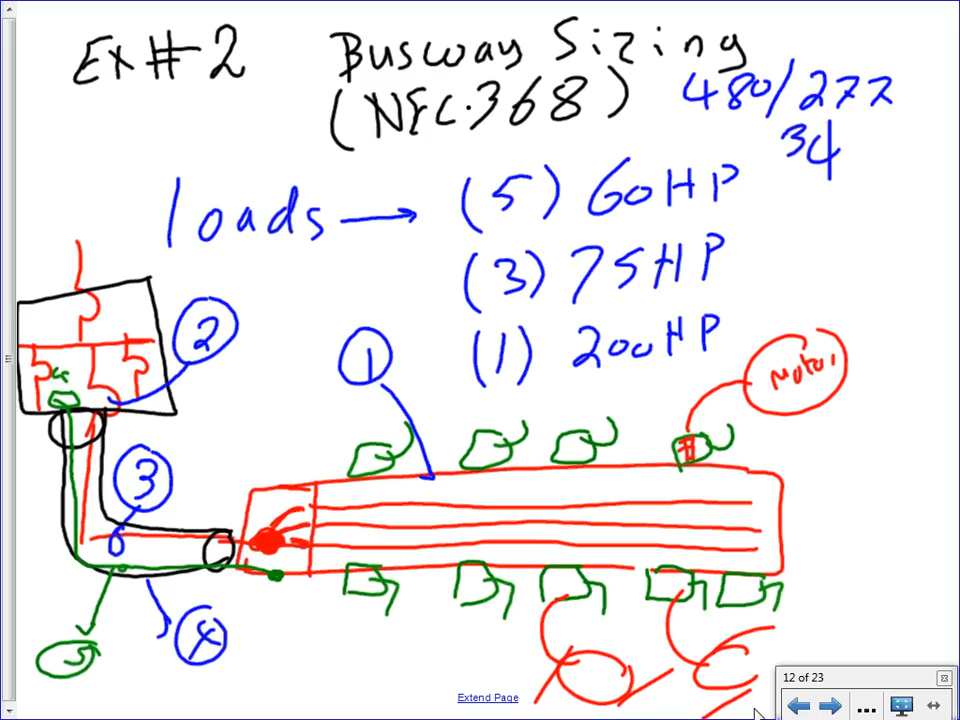 Ex#2 Busway Sizing
(NEC.368)
480/277
3ϕ
loads → (5) 60HP
(3) 75HP
(1) 200HP
2
1
Motor
3
4
5
G
Extend Page
12 of 23
...